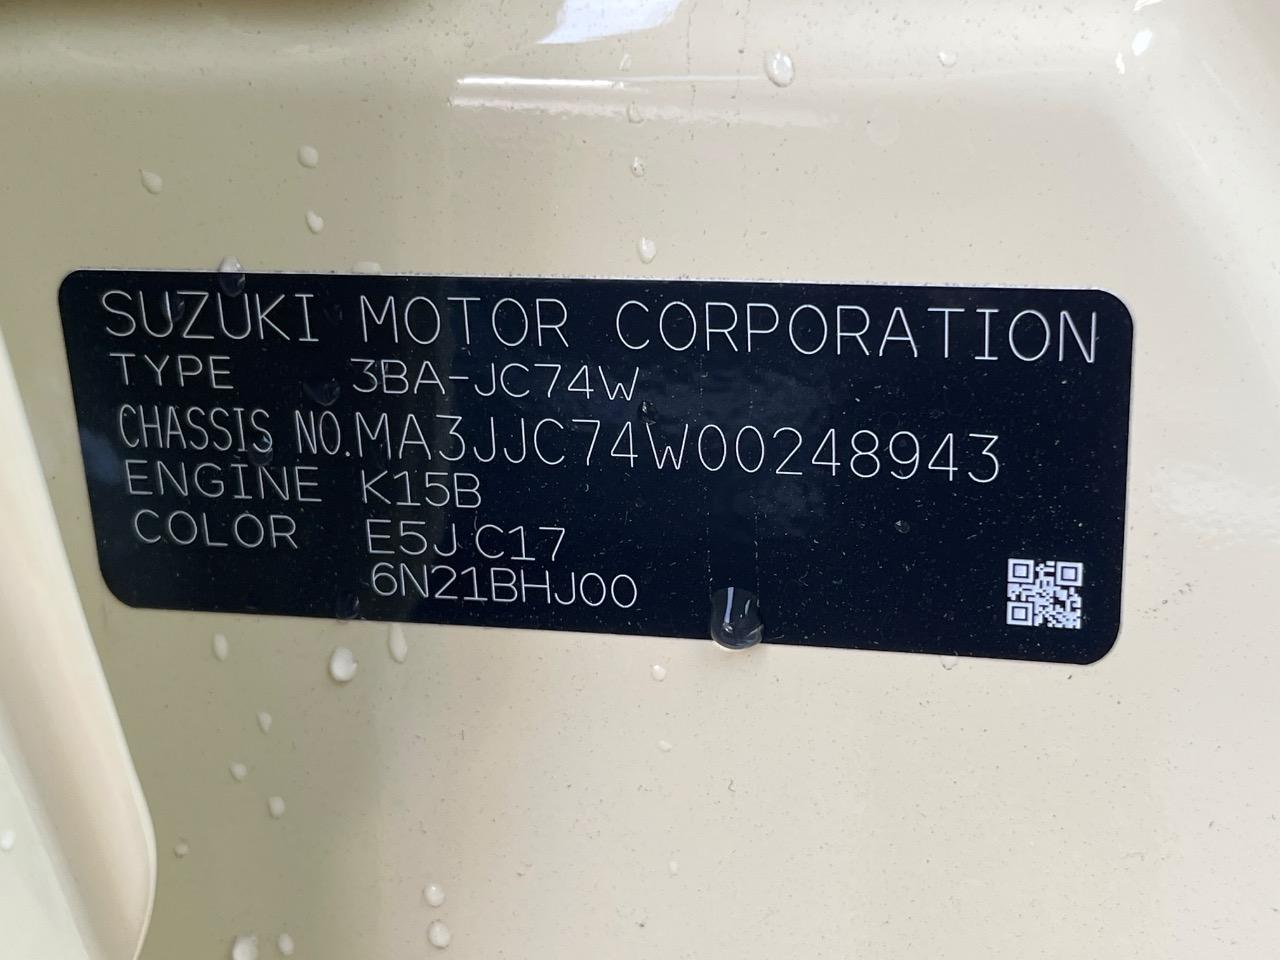 SUZUKI MOTOR CORPORATION
TYPE 3BA-JC74W
CHASSIS NO. MA3JJC74W00248943
ENGINE K15B
COLOR E5J C17
6N21BHJ00